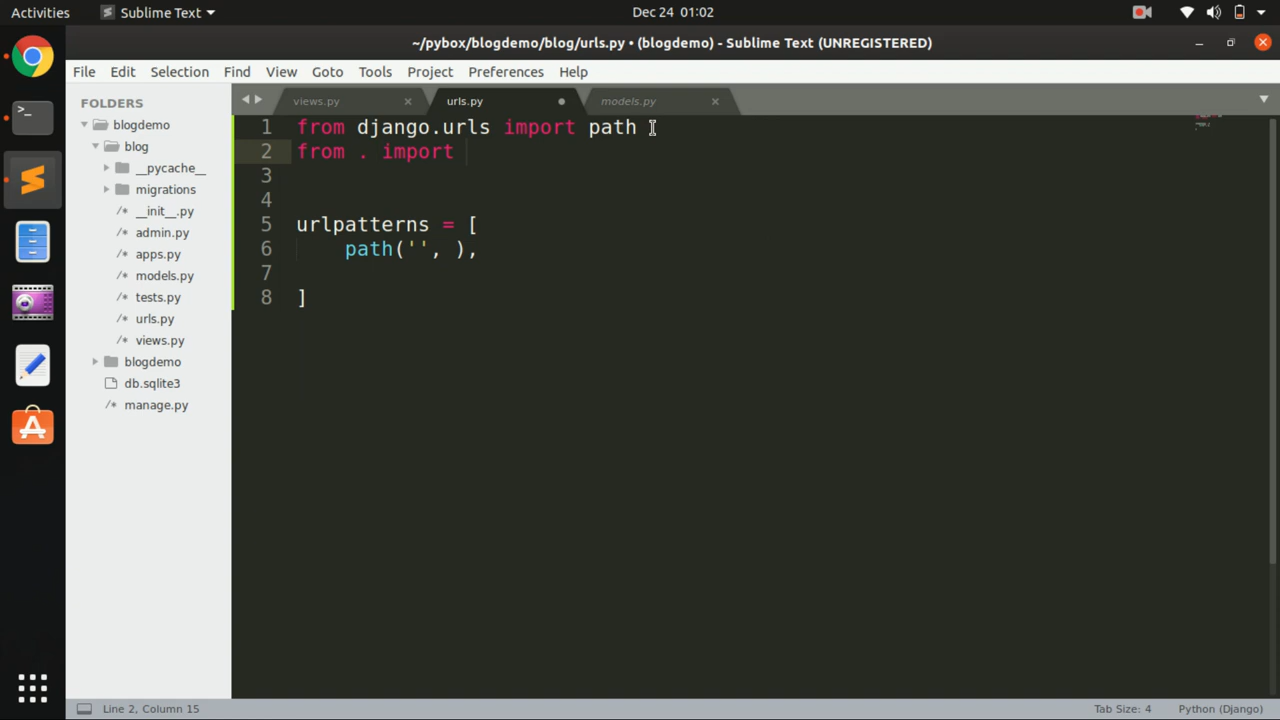 Activities
Sublime Text
Dec 24 01:02
~/pybox/blogdemo/blog/urls.py • (blogdemo) - Sublime Text (UNREGISTERED)
File Edit Selection Find View Goto Tools Project Preferences Help
FOLDERS
blogdemo
blog
__pycache__
migrations
/* __init__.py
/* admin.py
/* apps.py
/* models.py
/* tests.py
/* urls.py
/* views.py
blogdemo
db.sqlite3
/* manage.py
views.py × urls.py models.py ×
1 from django.urls import path
2 from . import
3
4
5 urlpatterns = [
6 path('', ),
7
8 ]
Line 2, Column 15
Tab Size: 4
Python (Django)